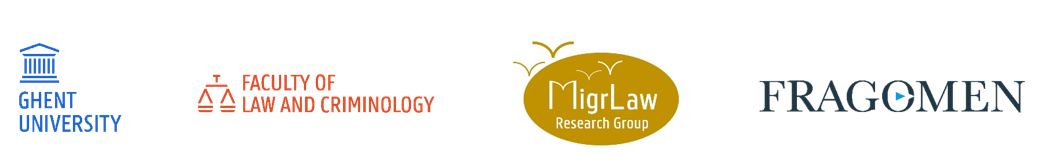 GHENT
UNIVERSITY
FACULTY OF
LAW AND CRIMINOLOGY
MigrLaw
Research Group
FRAGOMEN